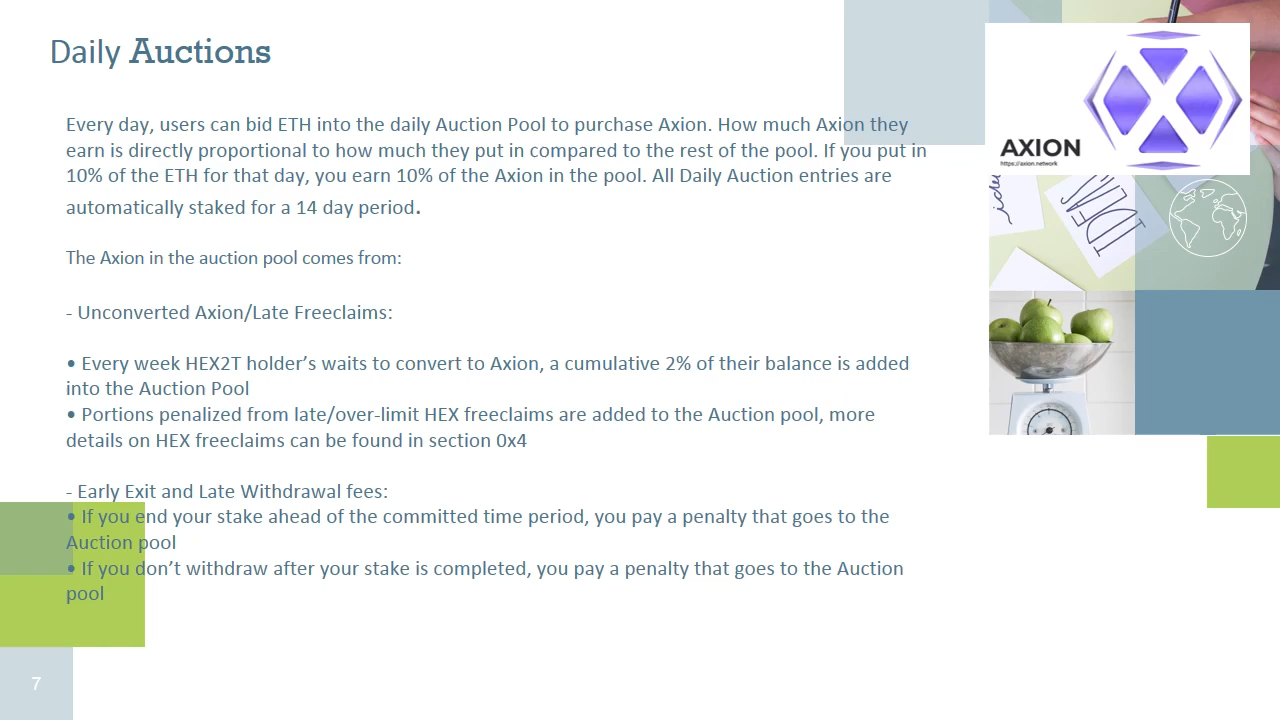 Daily Auctions
AXION
https://axion.network
Every day, users can bid ETH into the daily Auction Pool to purchase Axion. How much Axion they
earn is directly proportional to how much they put in compared to the rest of the pool. If you put in
10% of the ETH for that day, you earn 10% of the Axion in the pool. All Daily Auction entries are
automatically staked for a 14 day period.
The Axion in the auction pool comes from:
- Unconverted Axion/Late Freeclaims:
• Every week HEX2T holder’s waits to convert to Axion, a cumulative 2% of their balance is added
into the Auction Pool
• Portions penalized from late/over-limit HEX freeclaims are added to the Auction pool, more
details on HEX freeclaims can be found in section 0x4
- Early Exit and Late Withdrawal fees:
• If you end your stake ahead of the committed time period, you pay a penalty that goes to the
Auction pool
• If you don’t withdraw after your stake is completed, you pay a penalty that goes to the Auction
pool
7